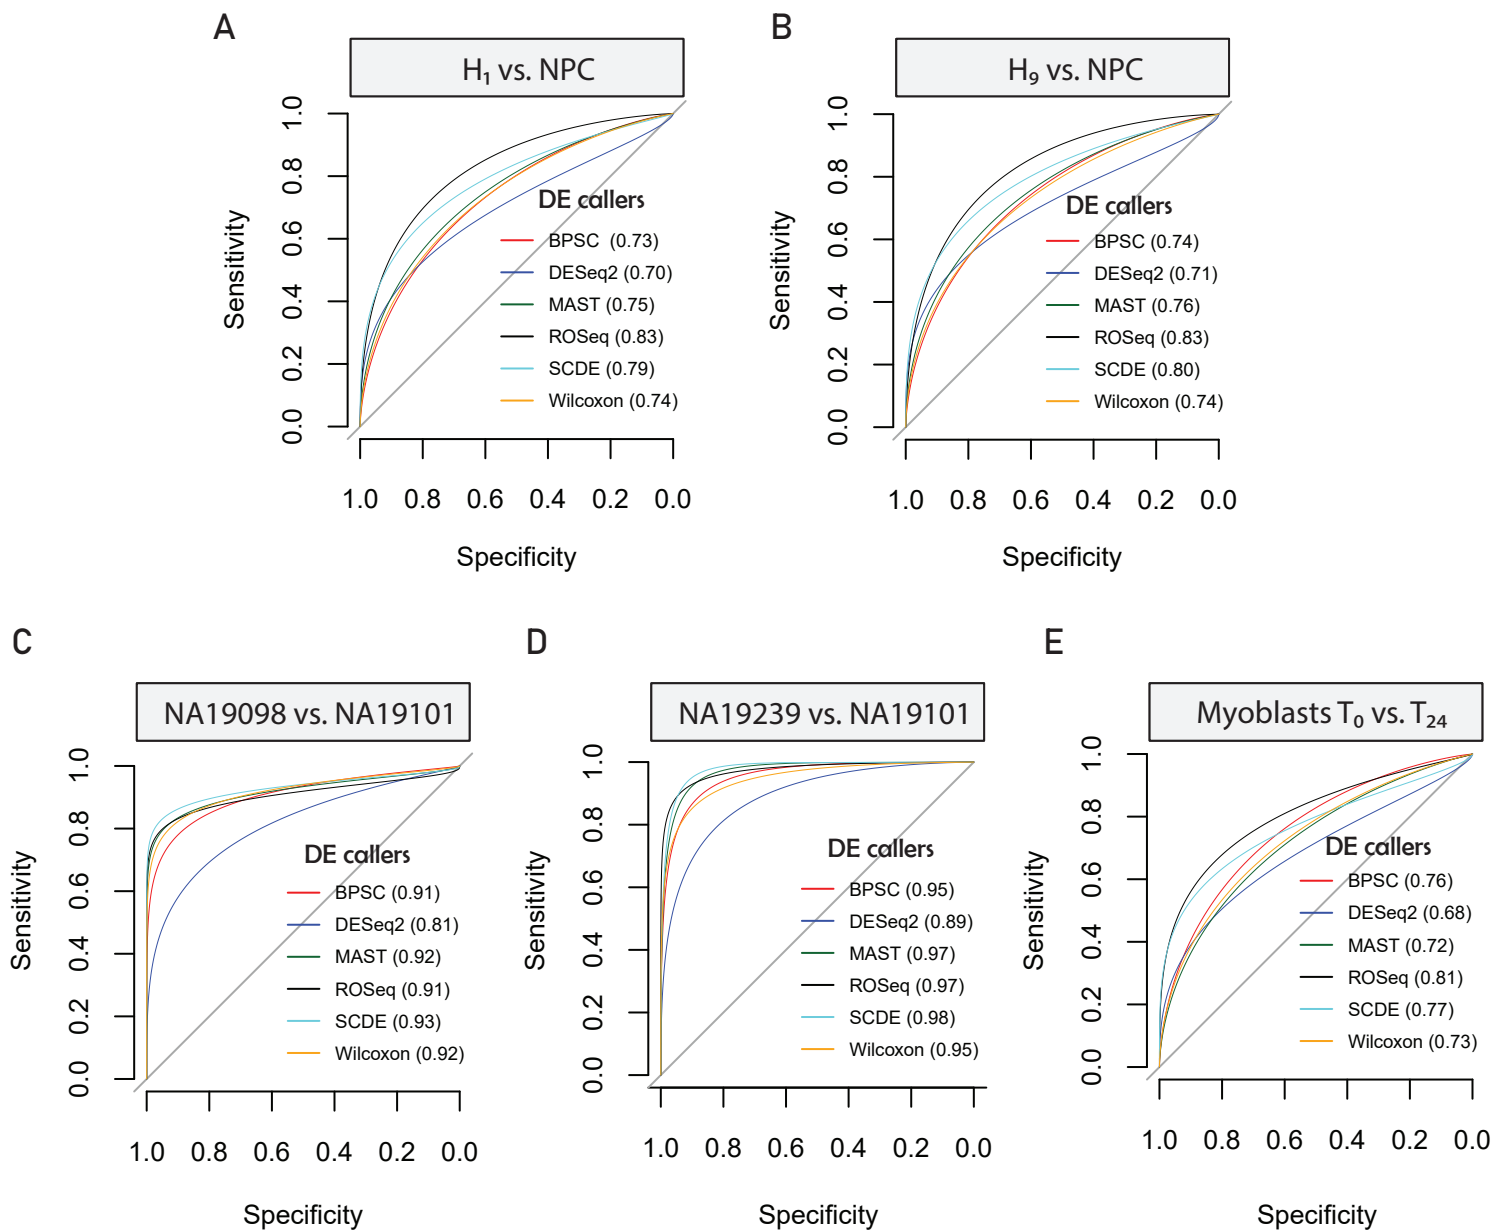 A
H₁ vs. NPC
Sensitivity
0.0 0.2 0.4 0.6 0.8 1.0
DE callers
BPSC (0.73)
DESeq2 (0.70)
MAST (0.75)
ROSeq (0.83)
SCDE (0.79)
Wilcoxon (0.74)
1.0 0.8 0.6 0.4 0.2 0.0
Specificity
B
H₉ vs. NPC
Sensitivity
0.0 0.2 0.4 0.6 0.8 1.0
DE callers
BPSC (0.74)
DESeq2 (0.71)
MAST (0.76)
ROSeq (0.83)
SCDE (0.80)
Wilcoxon (0.74)
1.0 0.8 0.6 0.4 0.2 0.0
Specificity
C
NA19098 vs. NA19101
Sensitivity
0.0 0.2 0.4 0.6 0.8 1.0
DE callers
BPSC (0.91)
DESeq2 (0.81)
MAST (0.92)
ROSeq (0.91)
SCDE (0.93)
Wilcoxon (0.92)
1.0 0.8 0.6 0.4 0.2 0.0
Specificity
D
NA19239 vs. NA19101
Sensitivity
0.0 0.2 0.4 0.6 0.8 1.0
DE callers
BPSC (0.95)
DESeq2 (0.89)
MAST (0.97)
ROSeq (0.97)
SCDE (0.98)
Wilcoxon (0.95)
1.0 0.8 0.6 0.4 0.2 0.0
Specificity
E
Myoblasts T₀ vs. T₂₄
Sensitivity
0.0 0.2 0.4 0.6 0.8 1.0
DE callers
BPSC (0.76)
DESeq2 (0.68)
MAST (0.72)
ROSeq (0.81)
SCDE (0.77)
Wilcoxon (0.73)
1.0 0.8 0.6 0.4 0.2 0.0
Specificity